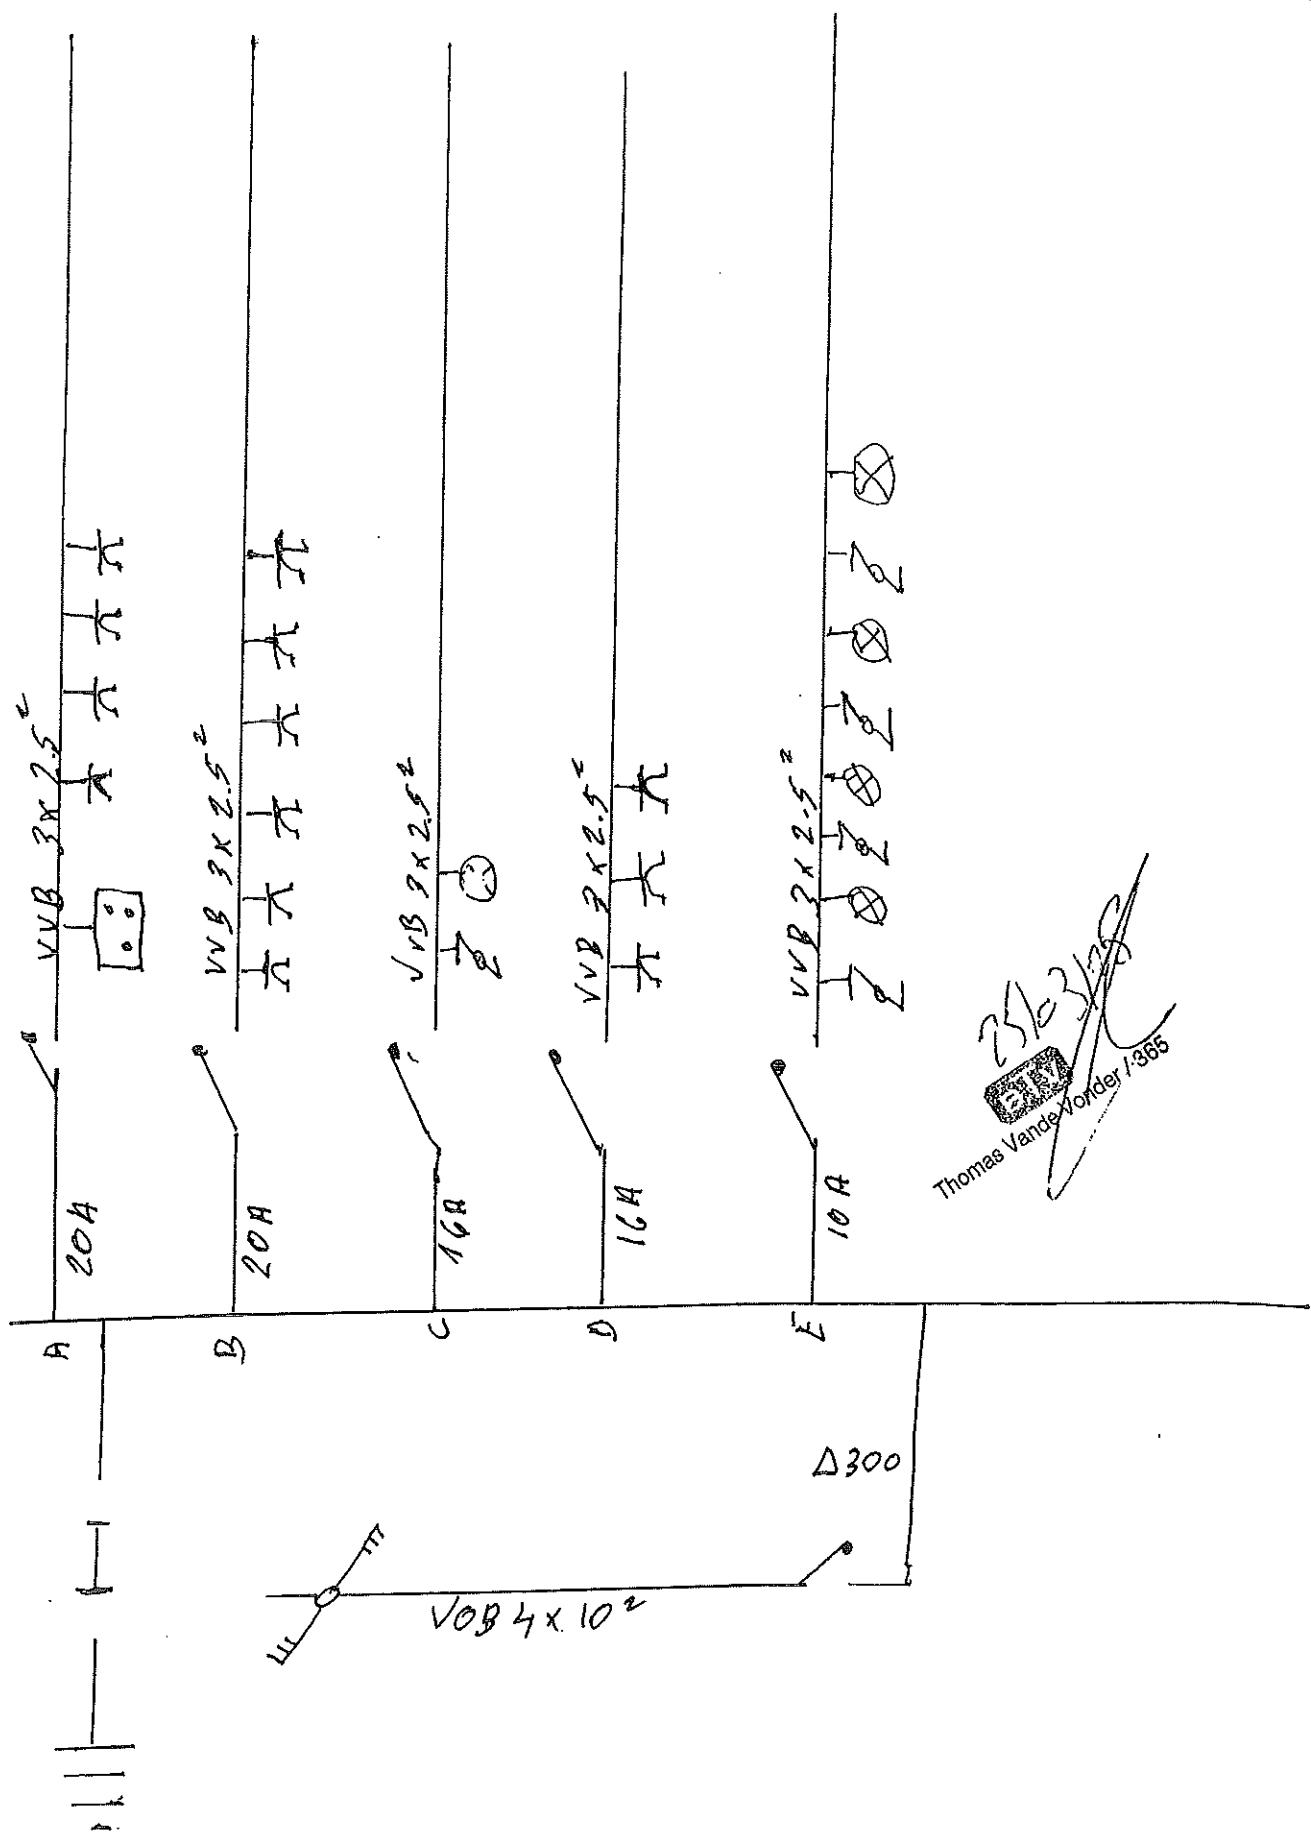 A
20A
VVB 3x2.5²
B
20A
VVB 3x2.5²
C
16A
VVB 3x2.5²
D
16A
VVB 3x2.5²
E
10A
VVB 3x2.5²
Δ300
VOB 4x10²
BTV
Thomas Vande Vonder / 365